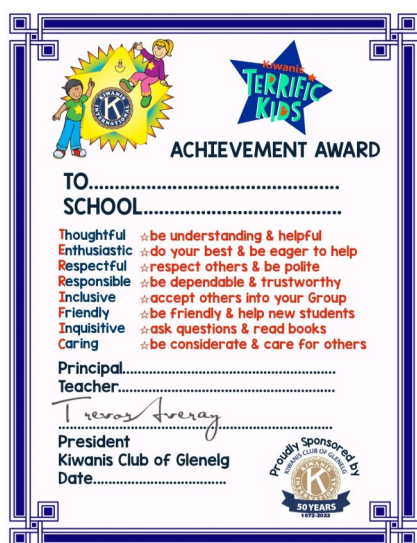 KIWANIS
INTERNATIONAL
Kiwanis
TERRIFIC
KIDS
ACHIEVEMENT AWARD
TO..........................................
SCHOOL.................................
Thoughtful ☆be understanding & helpful
Enthusiastic ☆do your best & be eager to help
Respectful ☆respect others & be polite
Responsible ☆be dependable & trustworthy
Inclusive ☆accept others into your Group
Friendly ☆be friendly & help new students
Inquisitive ☆ask questions & read books
Caring ☆be considerate & care for others
Principal..................................................
Teacher...................................................
Trevor Averay
President
Kiwanis Club of Glenelg
Date...............................
Proudly Sponsored by
KIWANIS CLUB OF GLENELG
KIWANIS
K
50 YEARS
1972-2022